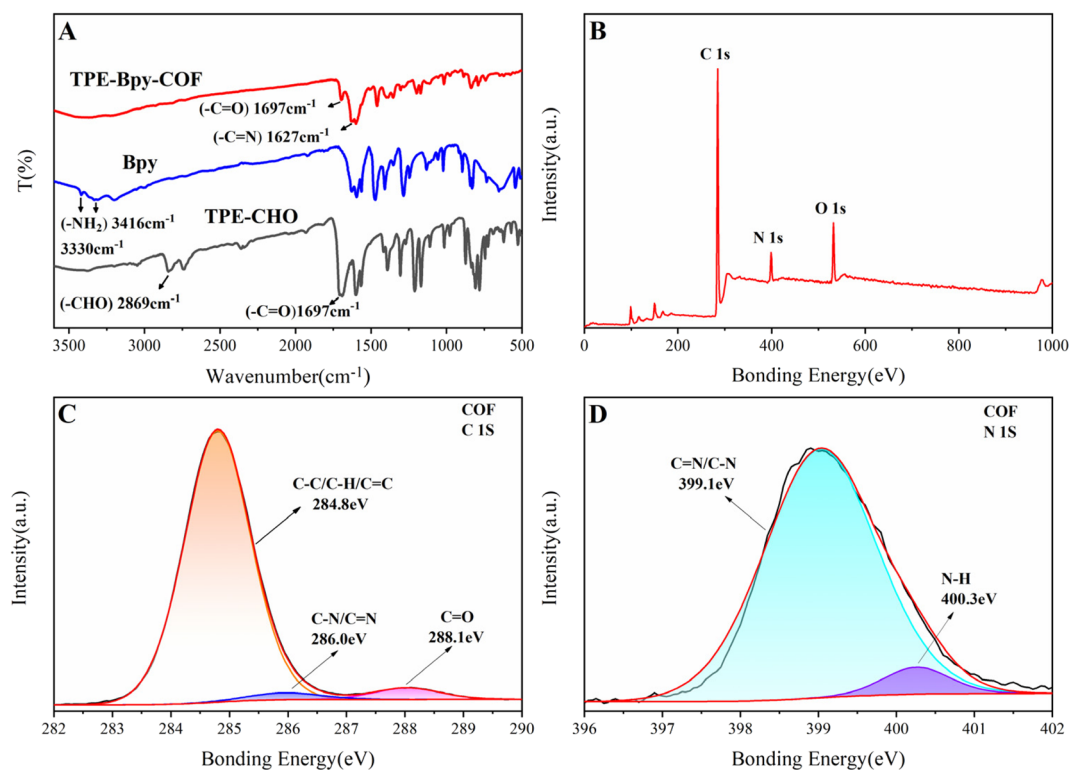 A
TPE-Bpy-COF
(-C=O) 1697cm-1
(-C=N) 1627cm-1
Bpy
(-NH2) 3416cm-1
3330cm-1
TPE-CHO
(-CHO) 2869cm-1
(-C=O)1697cm-1
T(%)
3500 3000 2500 2000 1500 1000 500
Wavenumber(cm-1)
B
C 1s
N 1s
O 1s
Intensity(a.u.)
0 200 400 600 800 1000
Bonding Energy(eV)
C
COF
C 1S
C-C/C-H/C=C
284.8eV
C-N/C=N
286.0eV
C=O
288.1eV
Intensity(a.u.)
282 283 284 285 286 287 288 289 290
Bonding Energy(eV)
D
COF
N 1S
C=N/C-N
399.1eV
N-H
400.3eV
Intensity(a.u.)
396 397 398 399 400 401 402
Bonding Energy(eV)